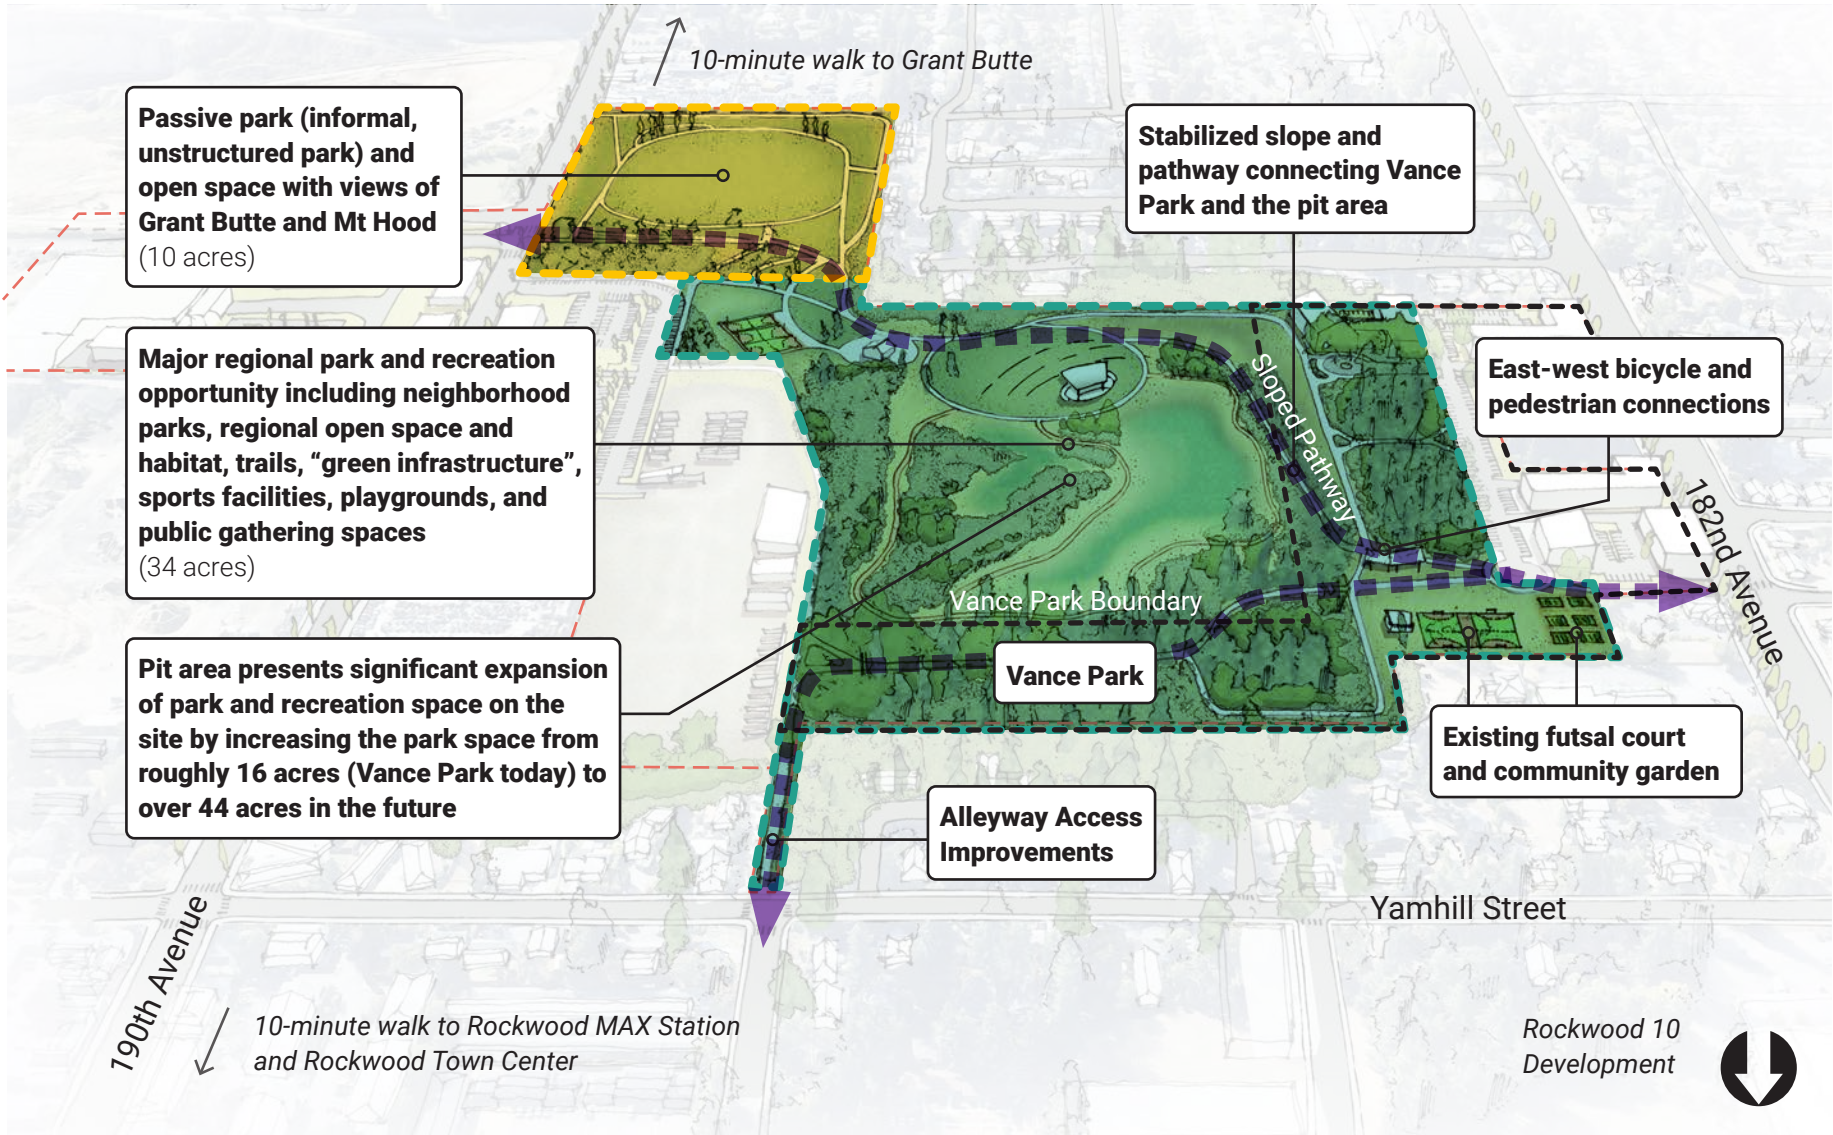 10-minute walk to Grant Butte
Passive park (informal,
unstructured park) and
open space with views of
Grant Butte and Mt Hood
(10 acres)
Stabilized slope and
pathway connecting Vance
Park and the pit area
Major regional park and recreation
opportunity including neighborhood
parks, regional open space and
habitat, trails, “green infrastructure”,
sports facilities, playgrounds, and
public gathering spaces
(34 acres)
East-west bicycle and
pedestrian connections
Sloped Pathway
182nd Avenue
Vance Park Boundary
Vance Park
Pit area presents significant expansion
of park and recreation space on the
site by increasing the park space from
roughly 16 acres (Vance Park today) to
over 44 acres in the future
Existing futsal court
and community garden
Alleyway Access
Improvements
Yamhill Street
190th Avenue
10-minute walk to Rockwood MAX Station
and Rockwood Town Center
Rockwood 10
Development